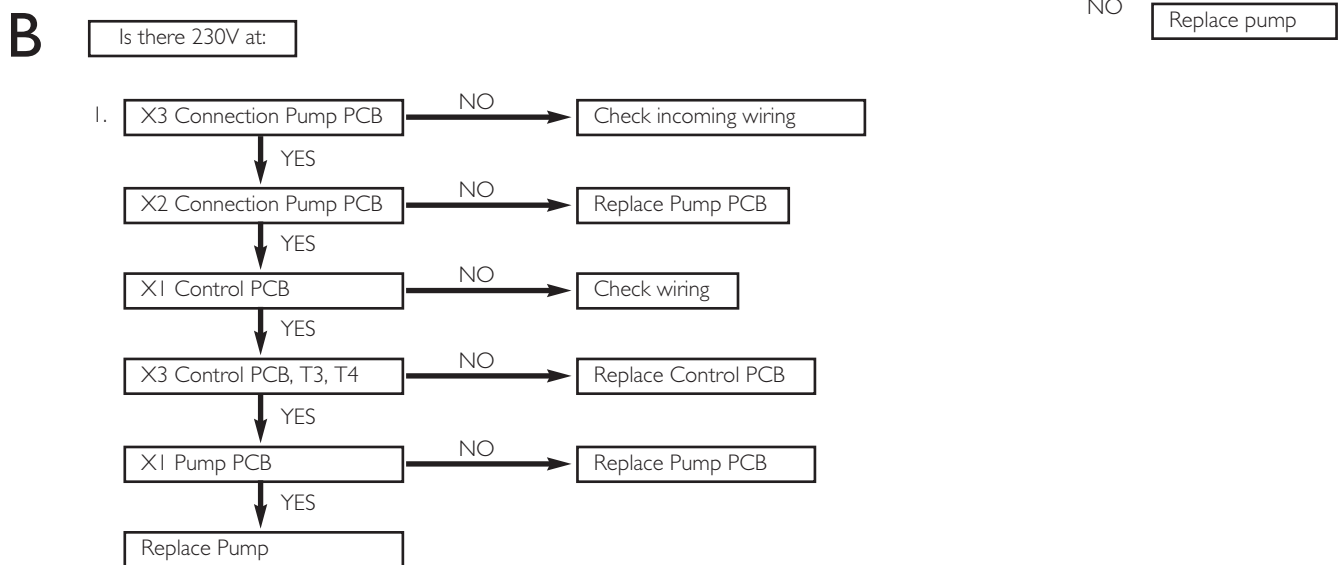 NO
Replace pump
B
Is there 230V at:
1. X3 Connection Pump PCB
NO
Check incoming wiring
YES
X2 Connection Pump PCB
NO
Replace Pump PCB
YES
X1 Control PCB
NO
Check wiring
YES
X3 Control PCB, T3, T4
NO
Replace Control PCB
YES
X1 Pump PCB
NO
Replace Pump PCB
YES
Replace Pump